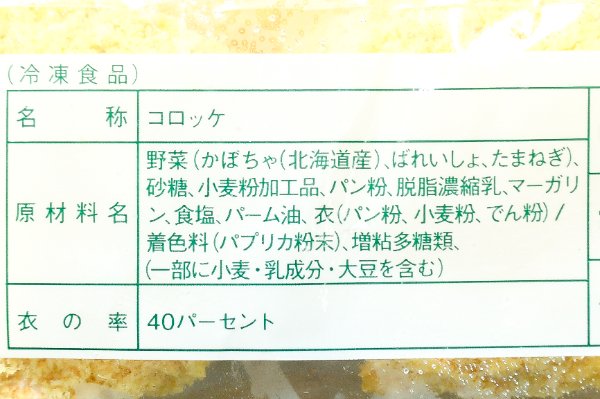 (冷凍食品)
名称 コロッケ
原材料名 野菜(かぼちゃ(北海道産)、ばれいしょ、たまねぎ)、
砂糖、小麦粉加工品、パン粉、脱脂濃縮乳、マーガリ
ン、食塩、パーム油、衣(パン粉、小麦粉、でん粉)/
着色料(パプリカ粉末)、増粘多糖類、
(一部に小麦・乳成分・大豆を含む)
衣の率 40パーセント